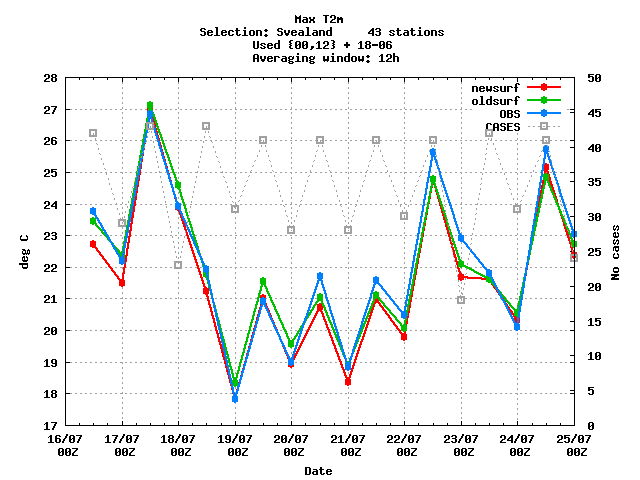 Max T2m
Selection: Svealand     43 stations
Used {00,12} + 18-06
Averaging window: 12h
28 50
newsurf
27 oldsurf 45
OBS
CASES
26 40
25 35
24 30
23 25
deg C No cases
22
21 20
20 15
19 10
18 5
17 0
16/07 17/07 18/07 19/07 20/07 21/07 22/07 23/07 24/07 25/07
00Z 00Z 00Z 00Z 00Z 00Z 00Z 00Z 00Z 00Z
Date